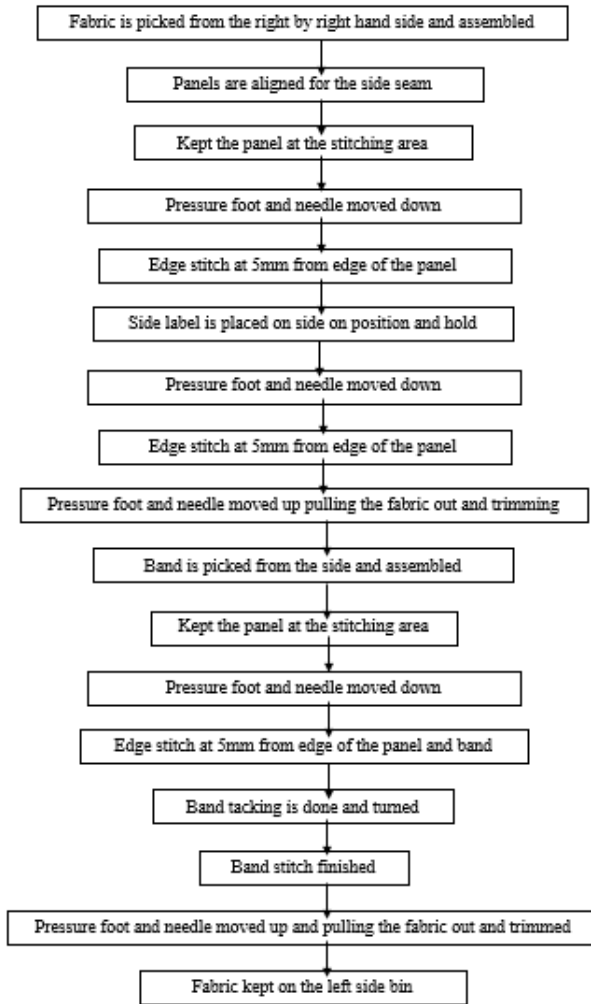 Fabric is picked from the right by right hand side and assembled
Panels are aligned for the side seam
Kept the panel at the stitching area
Pressure foot and needle moved down
Edge stitch at 5mm from edge of the panel
Side label is placed on side on position and hold
Pressure foot and needle moved down
Edge stitch at 5mm from edge of the panel
Pressure foot and needle moved up pulling the fabric out and trimming
Band is picked from the side and assembled
Kept the panel at the stitching area
Pressure foot and needle moved down
Edge stitch at 5mm from edge of the panel and band
Band tacking is done and turned
Band stitch finished
Pressure foot and needle moved up and pulling the fabric out and trimmed
Fabric kept on the left side bin